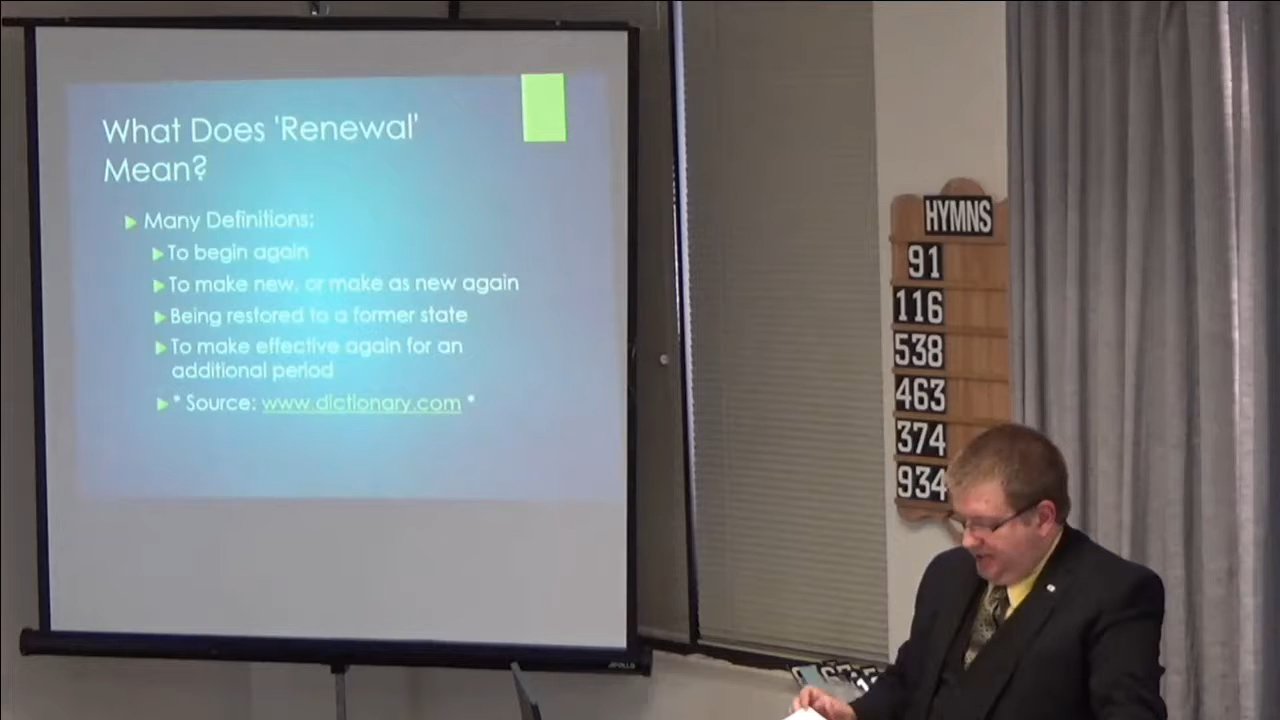 What Does 'Renewal'
Mean?
Many Definitions:
To begin again
To make new, or make as new again
Being restored to a former state
To make effective again for an
additional period
* Source: www.dictionary.com *
APOLLO
HYMNS
91
116
538
463
374
934